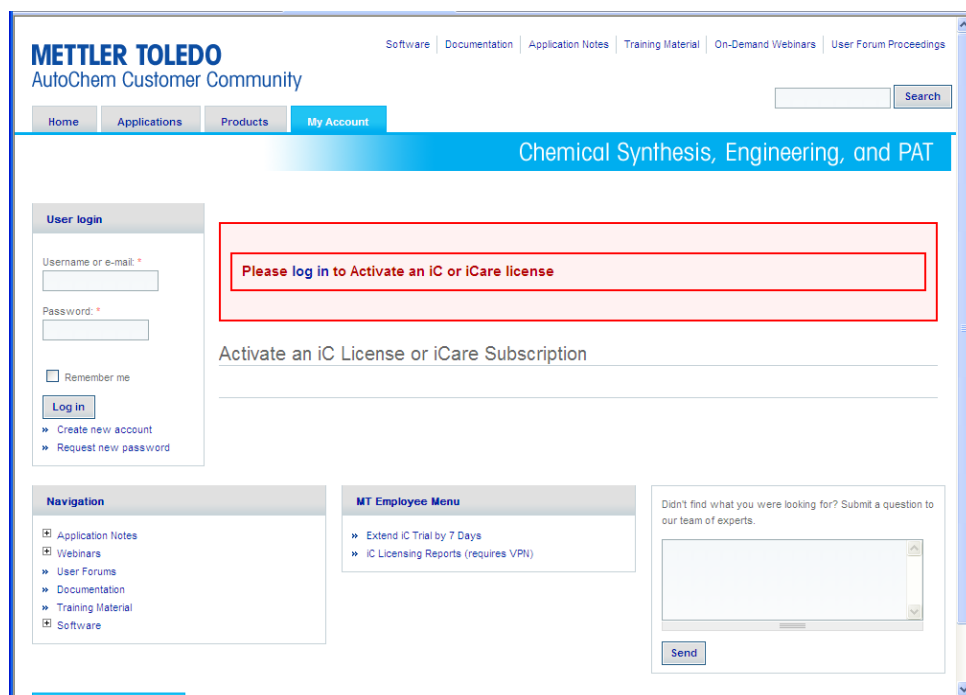 METTLER TOLEDO
AutoChem Customer Community
Software Documentation Application Notes Training Material On-Demand Webinars User Forum Proceedings
Search
Home Applications Products My Account
Chemical Synthesis, Engineering, and PAT
User login
Username or e-mail: *
Password: *
Remember me
Log in
» Create new account
» Request new password
Please log in to Activate an iC or iCare license
Activate an iC License or iCare Subscription
Navigation
Application Notes
Webinars
» User Forums
» Documentation
» Training Material
Software
MT Employee Menu
» Extend iC Trial by 7 Days
» iC Licensing Reports (requires VPN)
Didn't find what you were looking for? Submit a question to
our team of experts.
Send